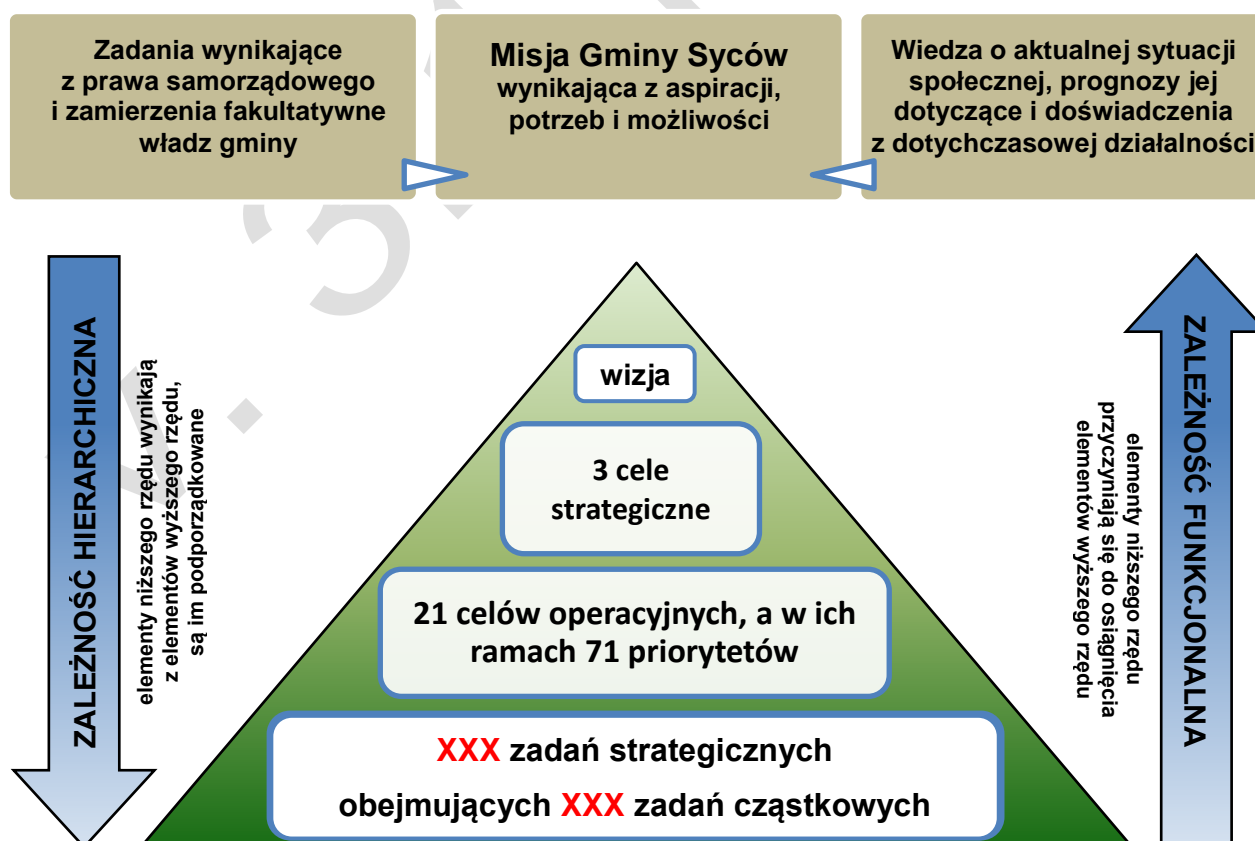 Zadania wynikające
z prawa samorządowego
i zamierzenia fakultatywne
władz gminy
Misja Gminy Syców
wynikająca z aspiracji,
potrzeb i możliwości
Wiedza o aktualnej sytuacji
społecznej, prognozy jej
dotyczące i doświadczenia
z dotychczasowej działalności
ZALEŻNOŚĆ HIERARCHICZNA
elementy niższego rzędu wynikają
z elementów wyższego rzędu,
są im podporządkowane
wizja
3 cele
strategiczne
21 celów operacyjnych, a w ich
ramach 71 priorytetów
XXX zadań strategicznych
obejmujących XXX zadań cząstkowych
elementy niższego rzędu
przyczyniają się do osiągnięcia
elementów wyższego rzędu
ZALEŻNOŚĆ FUNKCJONALNA